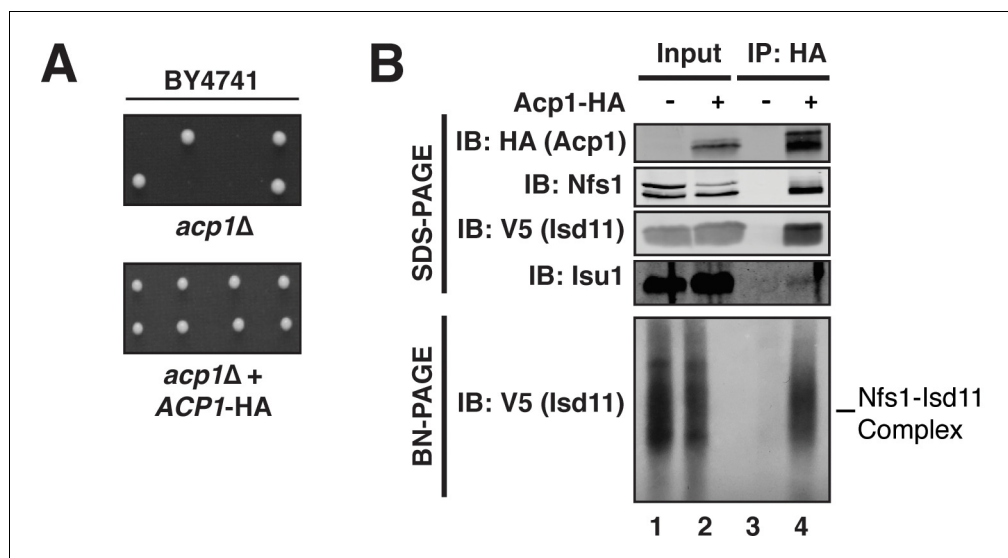 A
BY4741
acp1Δ
acp1Δ +
ACP1-HA
B
Input IP: HA
Acp1-HA - + - +
SDS-PAGE
IB: HA (Acp1)
IB: Nfs1
IB: V5 (Isd11)
IB: Isu1
BN-PAGE
IB: V5 (Isd11)
Nfs1-Isd11
Complex
1 2 3 4